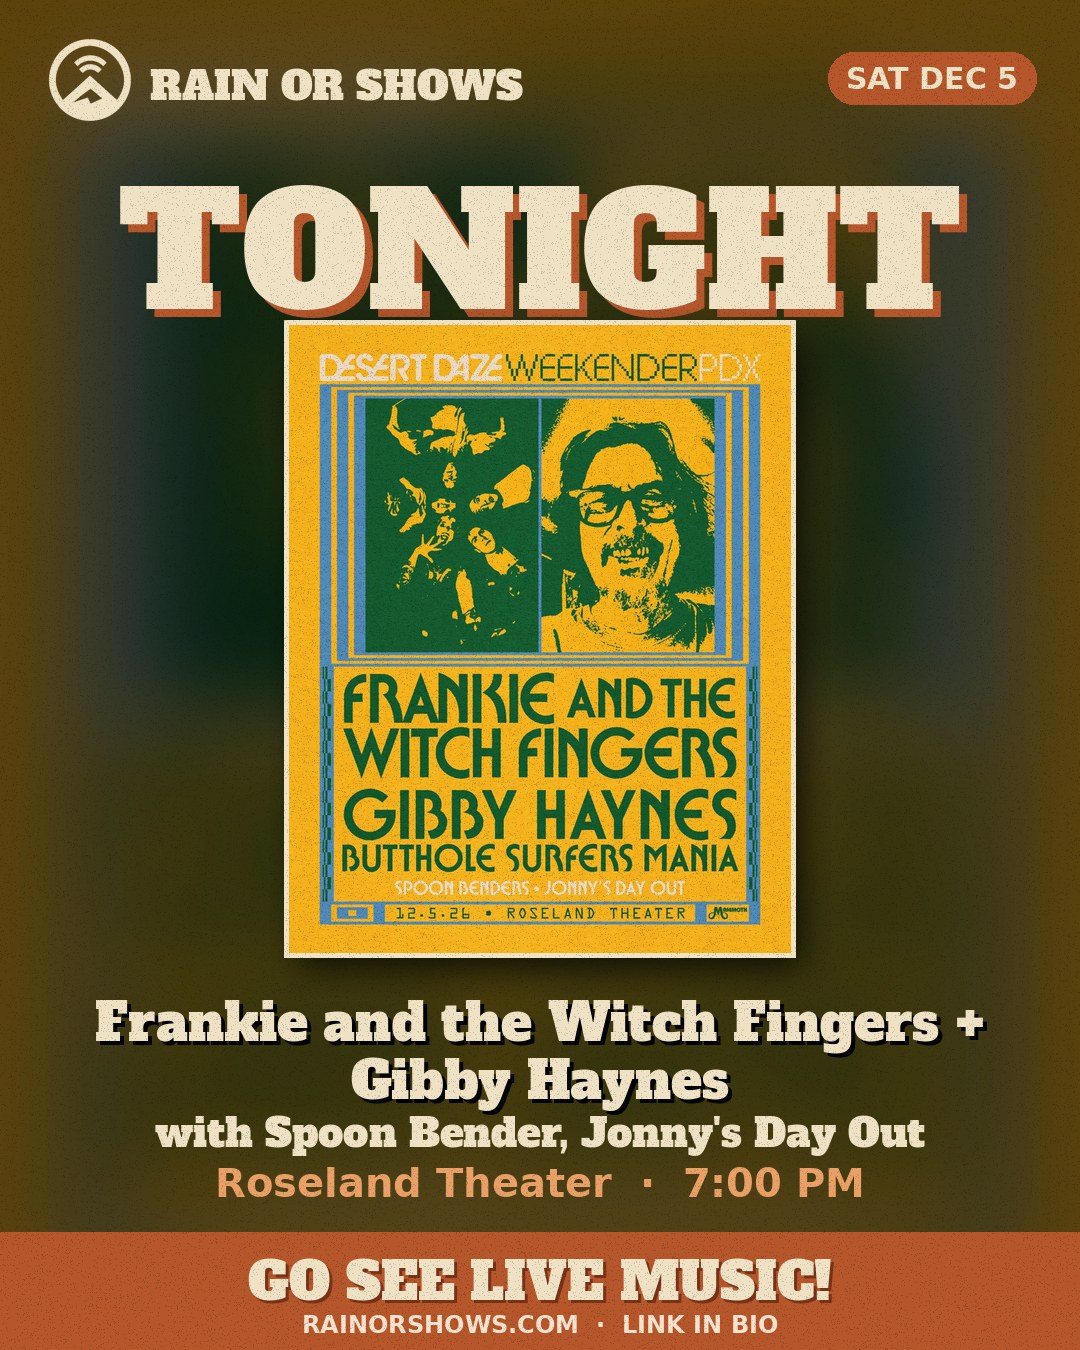 RAIN OR SHOWS
SAT DEC 5
TONIGHT
DESERT DAZE WEEKENDER PDX
FRANKIE AND THE
WITCH FINGERS
GIBBY HAYNES
BUTTHOLE SURFERS MANIA
SPOON BENDERS • JONNY'S DAY OUT
12.5.26 • ROSELAND THEATER
MAMMOTH
Frankie and the Witch Fingers +
Gibby Haynes
with Spoon Bender, Jonny's Day Out
Roseland Theater · 7:00 PM
GO SEE LIVE MUSIC!
RAINORSHOWS.COM · LINK IN BIO